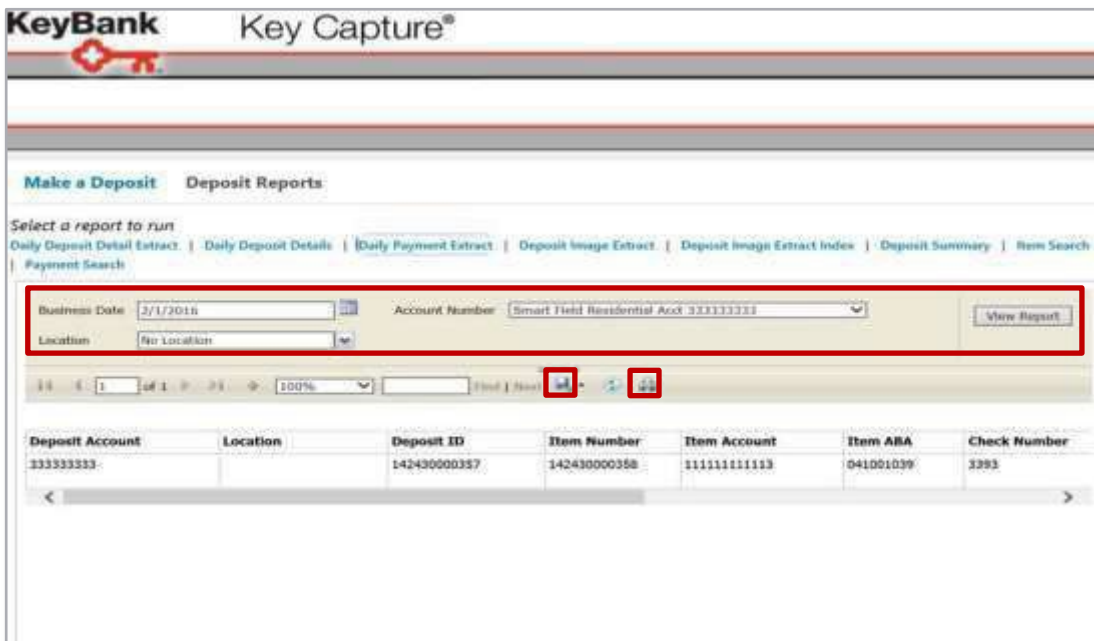 KeyBank Key Capture®
Make a Deposit Deposit Reports
Select a report to run
Daily Deposit Detail Extract | Daily Deposit Details | Daily Payment Extract | Deposit Image Extract | Deposit Image Extract Index | Deposit Summary | Item Search
| Payment Search
Business Date 2/1/2016 Account Number Smart Field Residential Acct 333333333 View Report
Location No Location
1 of 1 100% Find | Next
Deposit Account Location Deposit ID Item Number Item Account Item ABA Check Number
333333333 142430000357 142430000358 111111111113 041001039 3393